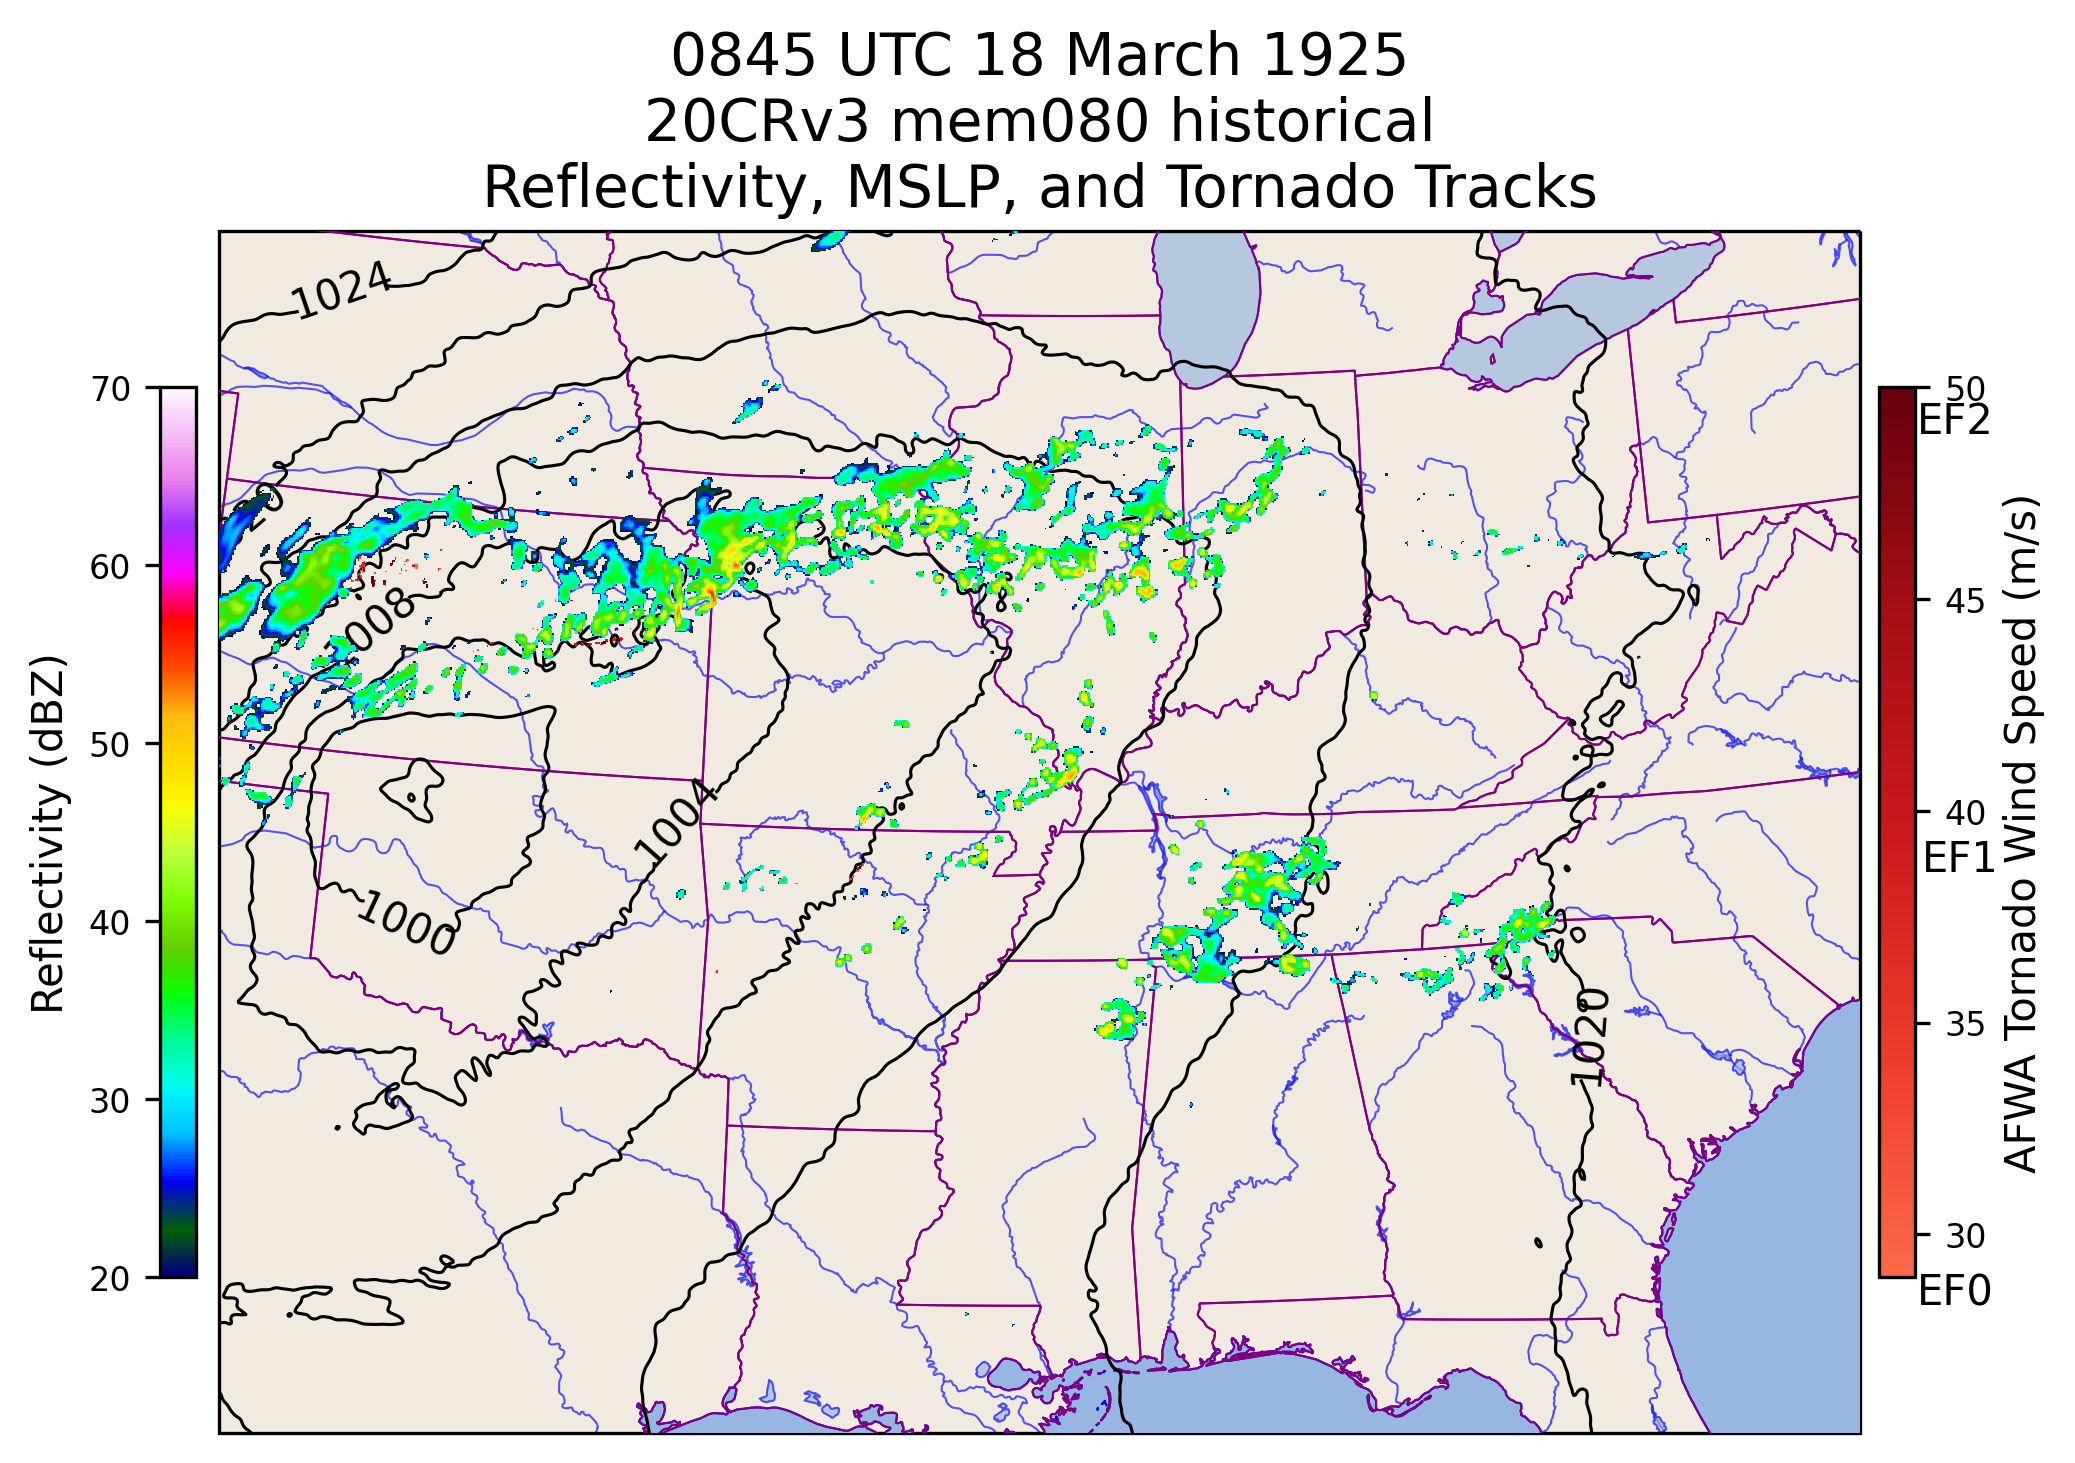 0845 UTC 18 March 1925
20CRv3 mem080 historical
Reflectivity, MSLP, and Tornado Tracks
Reflectivity (dBZ)
70
60
50
40
30
20
1024
1008
1004
1000
1020
50
EF2
45
40
EF1
35
30
EF0
AFWA Tornado Wind Speed (m/s)